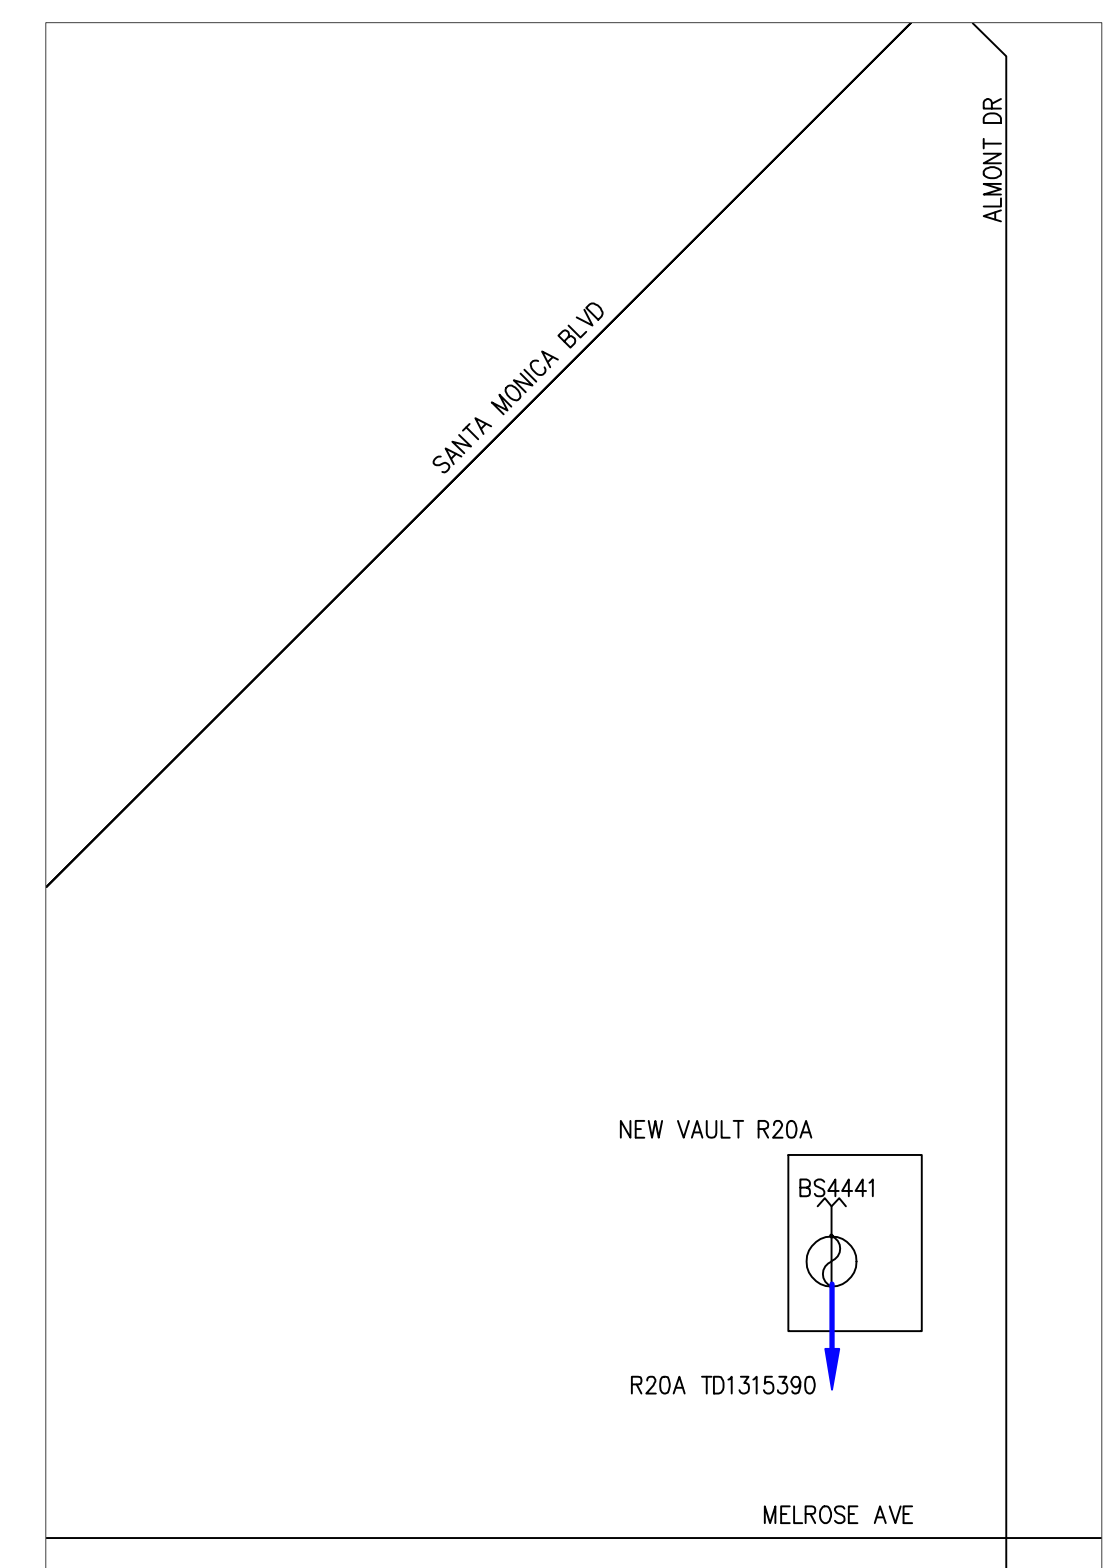 ALMONT DR
SANTA MONICA BLVD
NEW VAULT R20A
BS4441
R20A TD1315390
MELROSE AVE